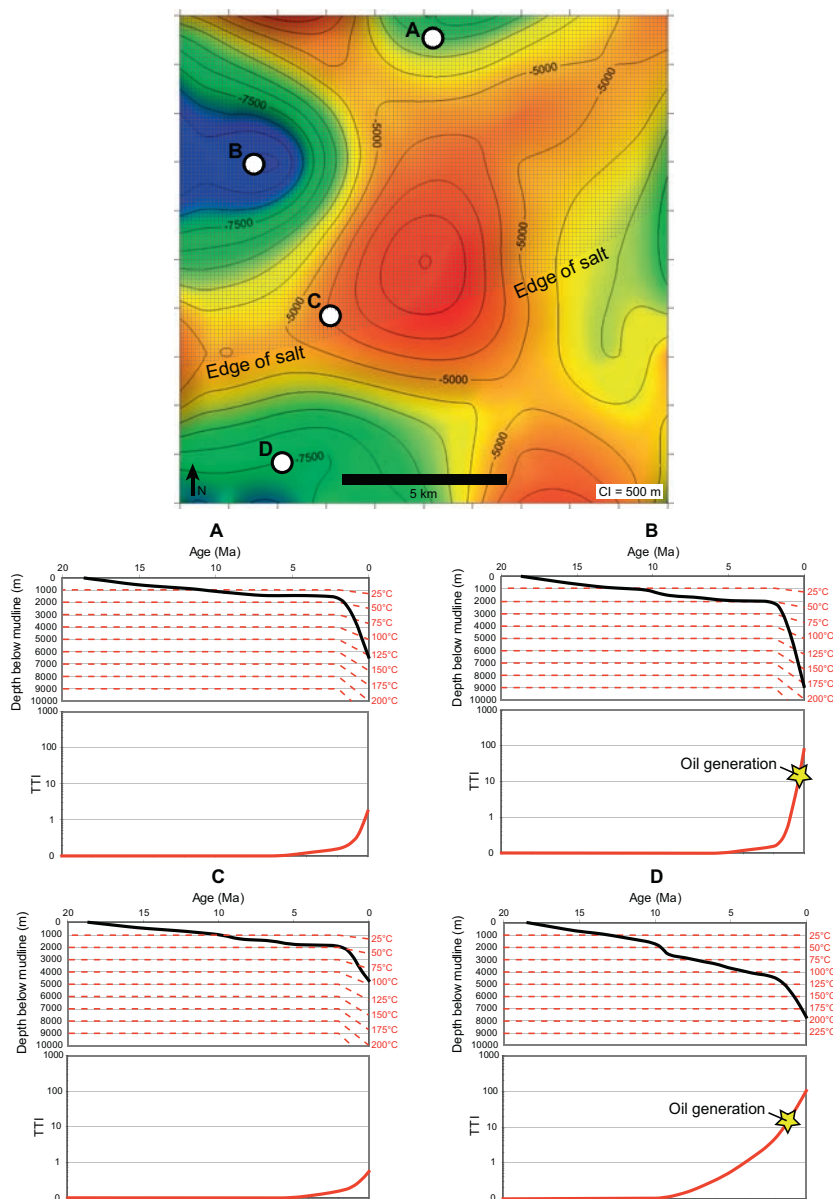 A
-5000
-5000
-7500
-5000
B
-7500
-5000
Edge of salt
C
-5000
Edge of salt
-5000
-5000
D
-7500
N
5 km
CI = 500 m
A
Age (Ma)
20 15 10 5 0
Depth below mudline (m)
0
1000
2000
3000
4000
5000
6000
7000
8000
9000
10000
25°C
50°C
75°C
100°C
125°C
150°C
175°C
200°C
TTI
1000
100
10
1
0
B
Age (Ma)
20 15 10 5 0
Depth below mudline (m)
0
1000
2000
3000
4000
5000
6000
7000
8000
9000
10000
25°C
50°C
75°C
100°C
125°C
150°C
175°C
200°C
TTI
1000
100
10
1
0
Oil generation
C
Age (Ma)
20 15 10 5 0
Depth below mudline (m)
0
1000
2000
3000
4000
5000
6000
7000
8000
9000
10000
25°C
50°C
75°C
100°C
125°C
150°C
175°C
200°C
TTI
1000
100
10
1
0
D
Age (Ma)
20 15 10 5 0
Depth below mudline (m)
0
1000
2000
3000
4000
5000
6000
7000
8000
9000
10000
25°C
50°C
75°C
100°C
125°C
150°C
175°C
200°C
225°C
TTI
1000
100
10
1
0
Oil generation